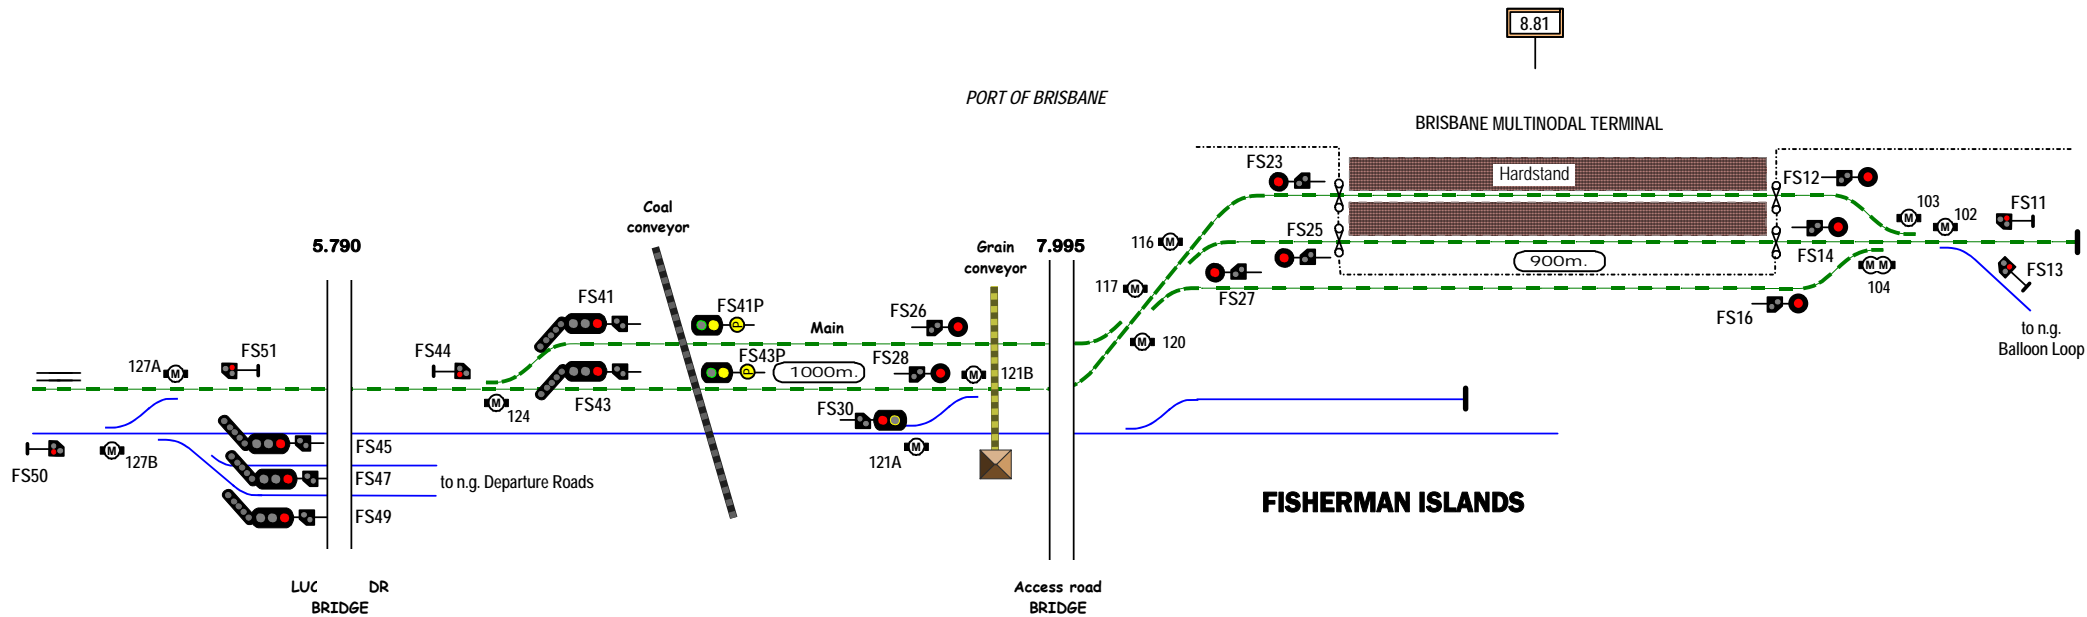 8.81
PORT OF BRISBANE
BRISBANE MULTINODAL TERMINAL
FS23
Hardstand
FS12
103
102
FS11
Coal
conveyor
116
FS25
Grain
conveyor
7.995
5.790
FS14
900m.
FS13
104
FS27
117
FS41
FS41P
Main
FS26
FS16
120
to n.g.
Balloon Loop
127A
FS51
FS44
FS43P
1000m.
FS28
121B
124
FS43
FS30
FS50
127B
FS45
121A
FS47
to n.g. Departure Roads
FS49
FISHERMAN ISLANDS
LUC DR
BRIDGE
Access road
BRIDGE
M
M
M
M
M
M
M
M
M
M
M
MM
P
P